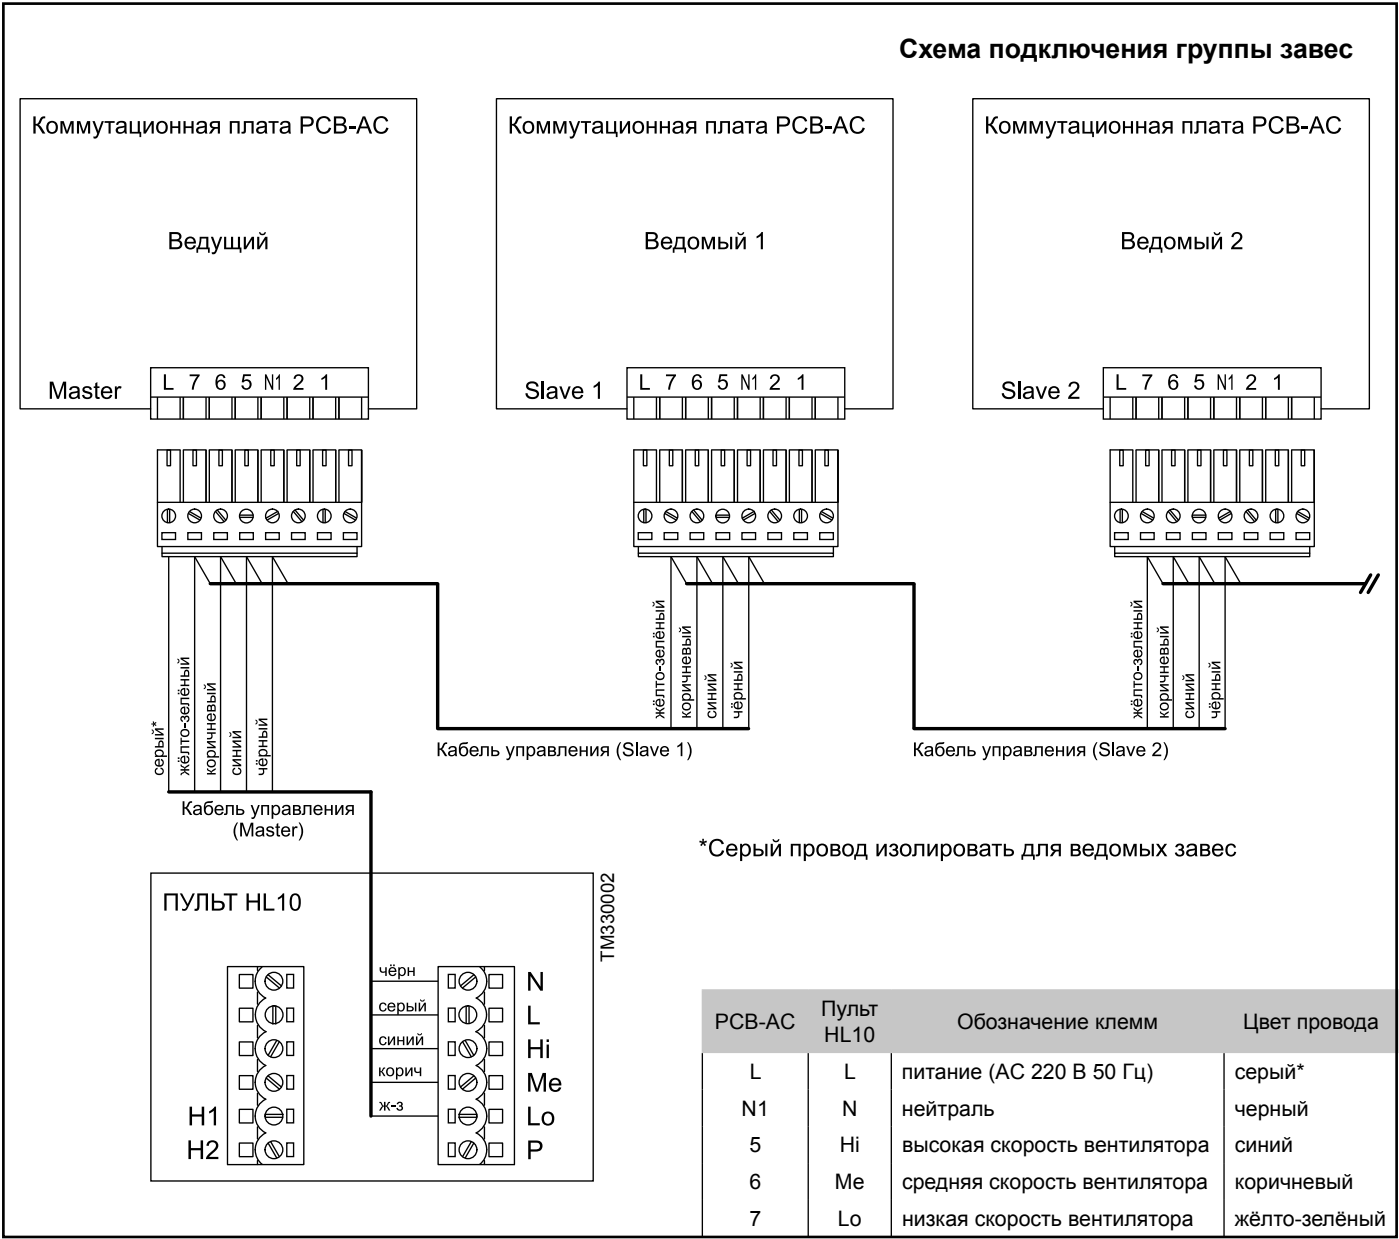 Схема подключения группы завес
Коммутационная плата PCB-AC
Ведущий
Master
L 7 6 5 N1 2 1
Коммутационная плата PCB-AC
Ведомый 1
Slave 1
L 7 6 5 N1 2 1
Коммутационная плата PCB-AC
Ведомый 2
Slave 2
L 7 6 5 N1 2 1
серый*
жёлто-зелёный
коричневый
синий
чёрный
жёлто-зелёный
коричневый
синий
чёрный
жёлто-зелёный
коричневый
синий
чёрный
Кабель управления (Slave 1)
Кабель управления (Slave 2)
Кабель управления
(Master)
*Серый провод изолировать для ведомых завес
ПУЛЬТ HL10
TM330002
H1
H2
чёрн
серый
синий
корич
ж-з
N
L
Hi
Me
Lo
P
PCB-AC Пульт HL10 Обозначение клемм Цвет провода
L L питание (АС 220 В 50 Гц) серый*
N1 N нейтраль черный
5 Hi высокая скорость вентилятора синий
6 Me средняя скорость вентилятора коричневый
7 Lo низкая скорость вентилятора жёлто-зелёный